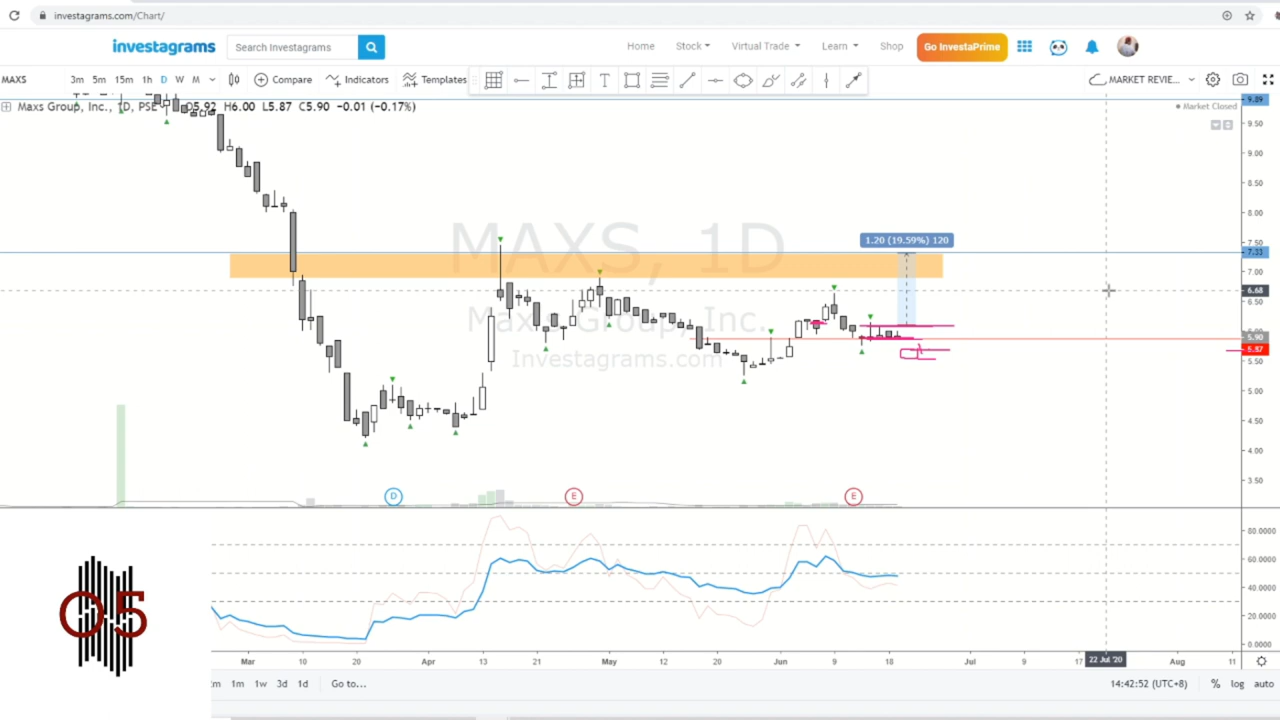 investagrams.com/Chart/
investagrams Search Investagrams Home Stock Virtual Trade Learn Shop Go InvestaPrime
MAXS 3m 5m 15m 1h D W M Compare Indicators Templates MARKET REVIE...
Maxs Group, Inc., 1D, PSE O5.92 H6.00 L5.87 C5.90 −0.01 (−0.17%)
Market Closed
9.89
9.50
9.00
8.50
8.00
7.50
7.33
7.00
6.68
6.50
6.00
5.90
5.87
5.50
5.00
4.50
4.00
3.50
MAXS, 1D
Maxs Group, Inc.
Investagrams.com
1.20 (19.59%) 120
D E E
80.0000
60.0000
40.0000
20.0000
0.0000
05
Mar 10 20 Apr 13 21 May 12 20 Jun 9 18 Jul 9 17 22 Jul '20 Aug 11
1m 1w 3d 1d Go to... 14:42:52 (UTC+8) % log auto